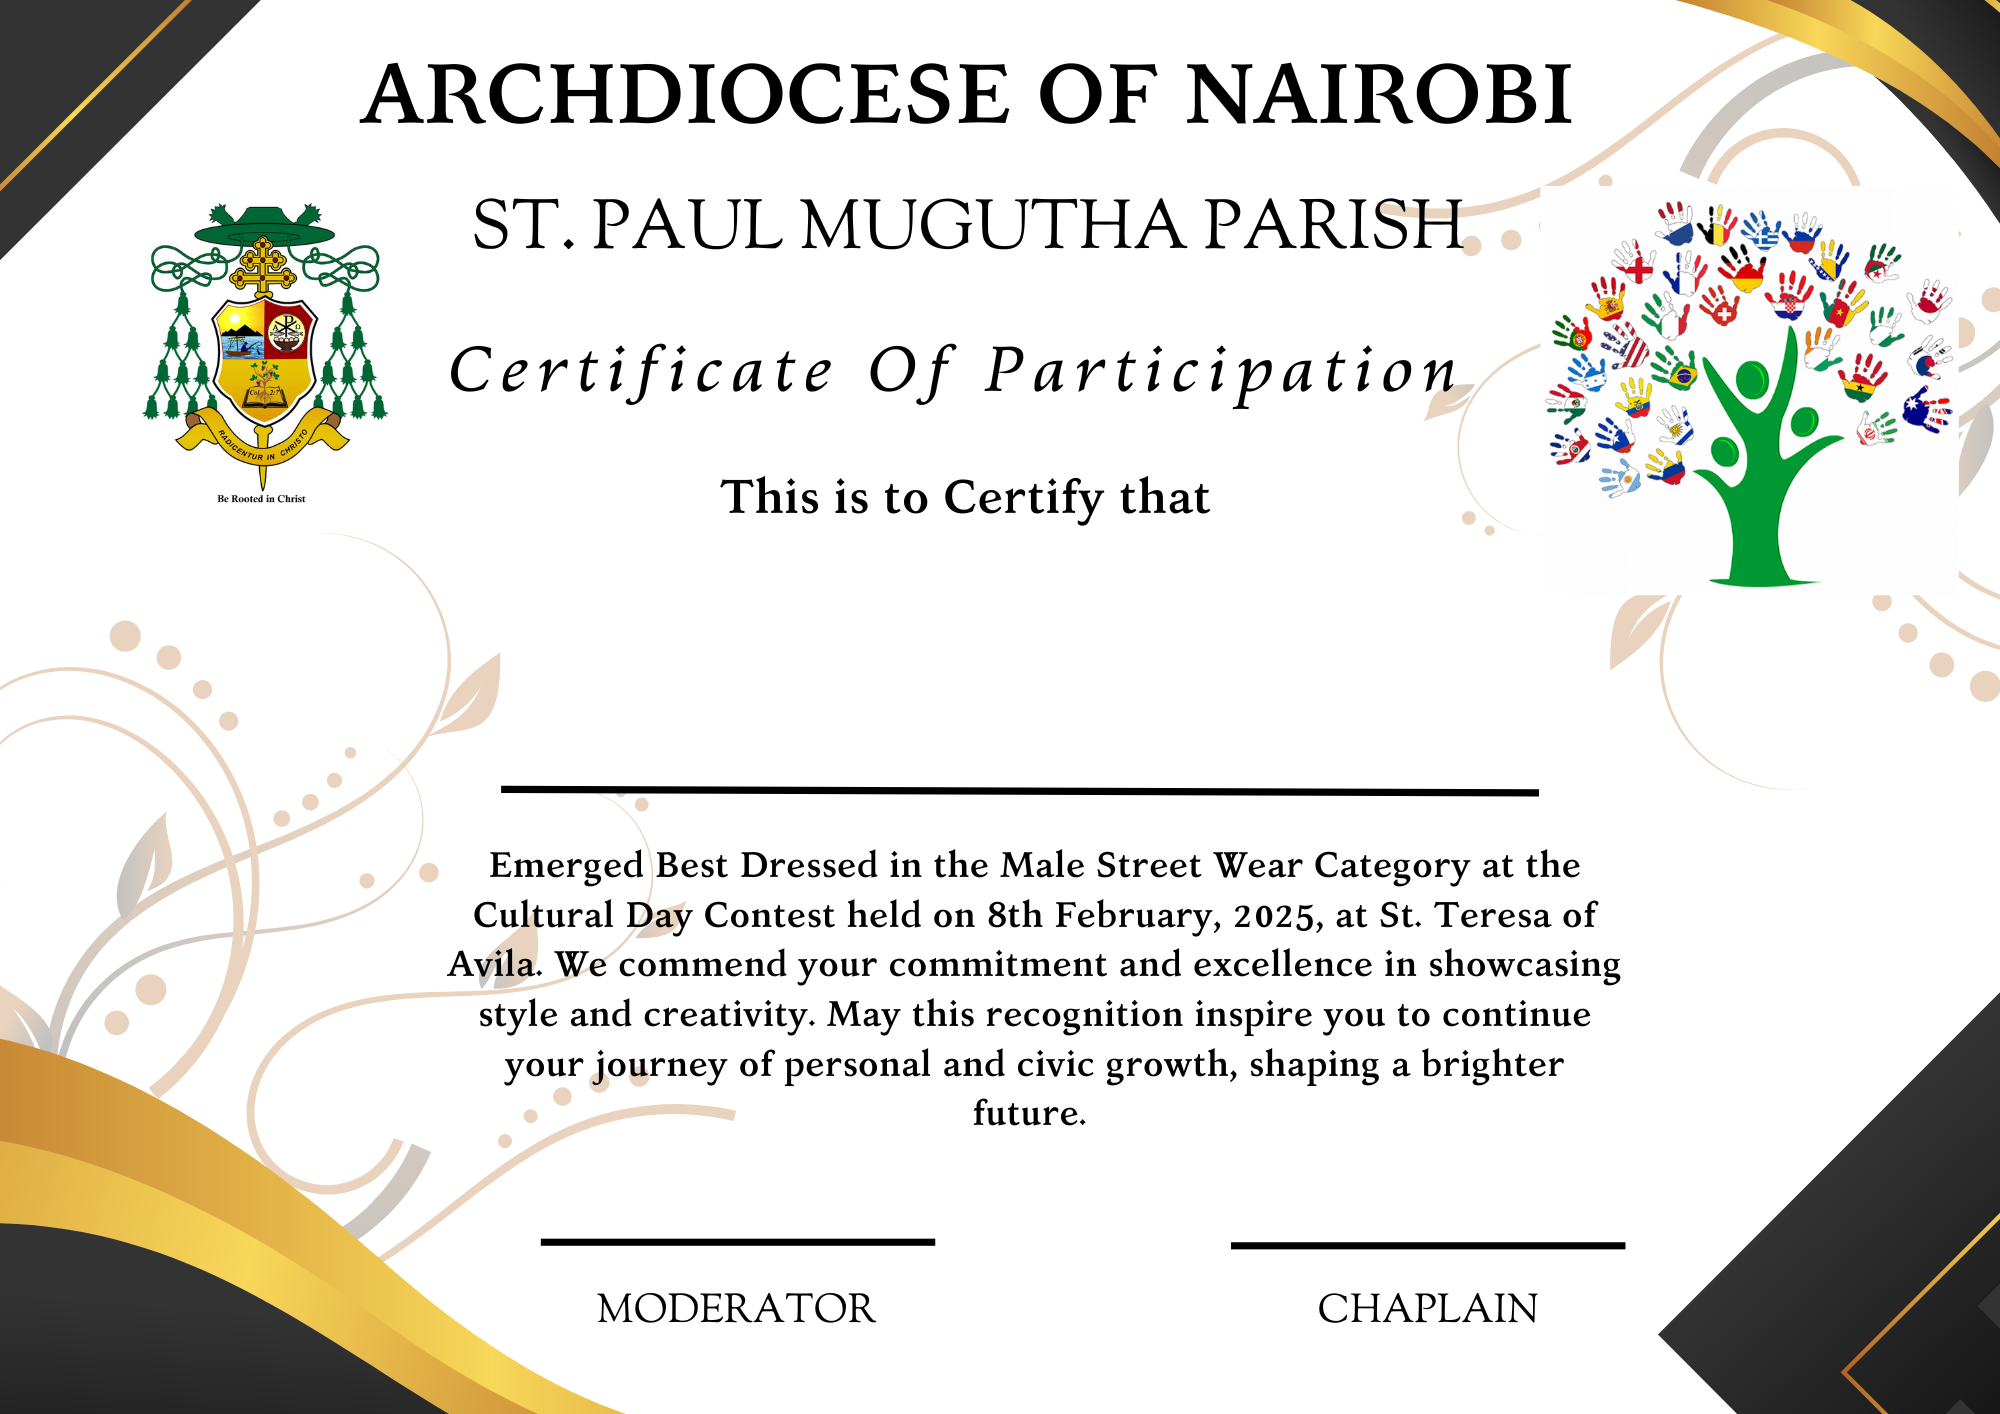 ARCHDIOCESE OF NAIROBI
ST. PAUL MUGUTHA PARISH
Certificate Of Participation
This is to Certify that
Col 2:7
RADICENTUR IN CHRISTO
Be Rooted in Christ
Emerged Best Dressed in the Male Street Wear Category at the
Cultural Day Contest held on 8th February, 2025, at St. Teresa of
Avila. We commend your commitment and excellence in showcasing
style and creativity. May this recognition inspire you to continue
your journey of personal and civic growth, shaping a brighter
future.
MODERATOR
CHAPLAIN